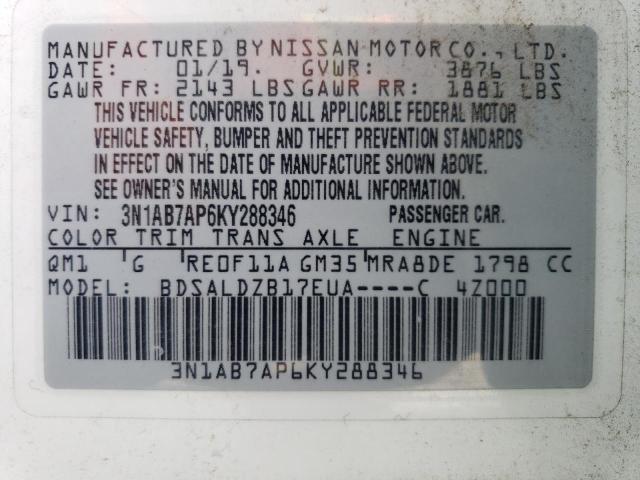 MANUFACTURED BY NISSAN MOTOR CO., LTD.
DATE: 01/19. GVWR: 3876 LBS
GAWR FR: 2143 LBS GAWR RR: 1881 LBS
THIS VEHICLE CONFORMS TO ALL APPLICABLE FEDERAL MOTOR
VEHICLE SAFETY, BUMPER AND THEFT PREVENTION STANDARDS
IN EFFECT ON THE DATE OF MANUFACTURE SHOWN ABOVE.
SEE OWNER'S MANUAL FOR ADDITIONAL INFORMATION.
VIN: 3N1AB7AP6KY288346 PASSENGER CAR.
COLOR TRIM TRANS AXLE ENGINE
QM1 G RE0F11A GM35 MRA8DE 1798 CC
MODEL: BDSALDZB17EUA----C 4Z000
3N1AB7AP6KY288346